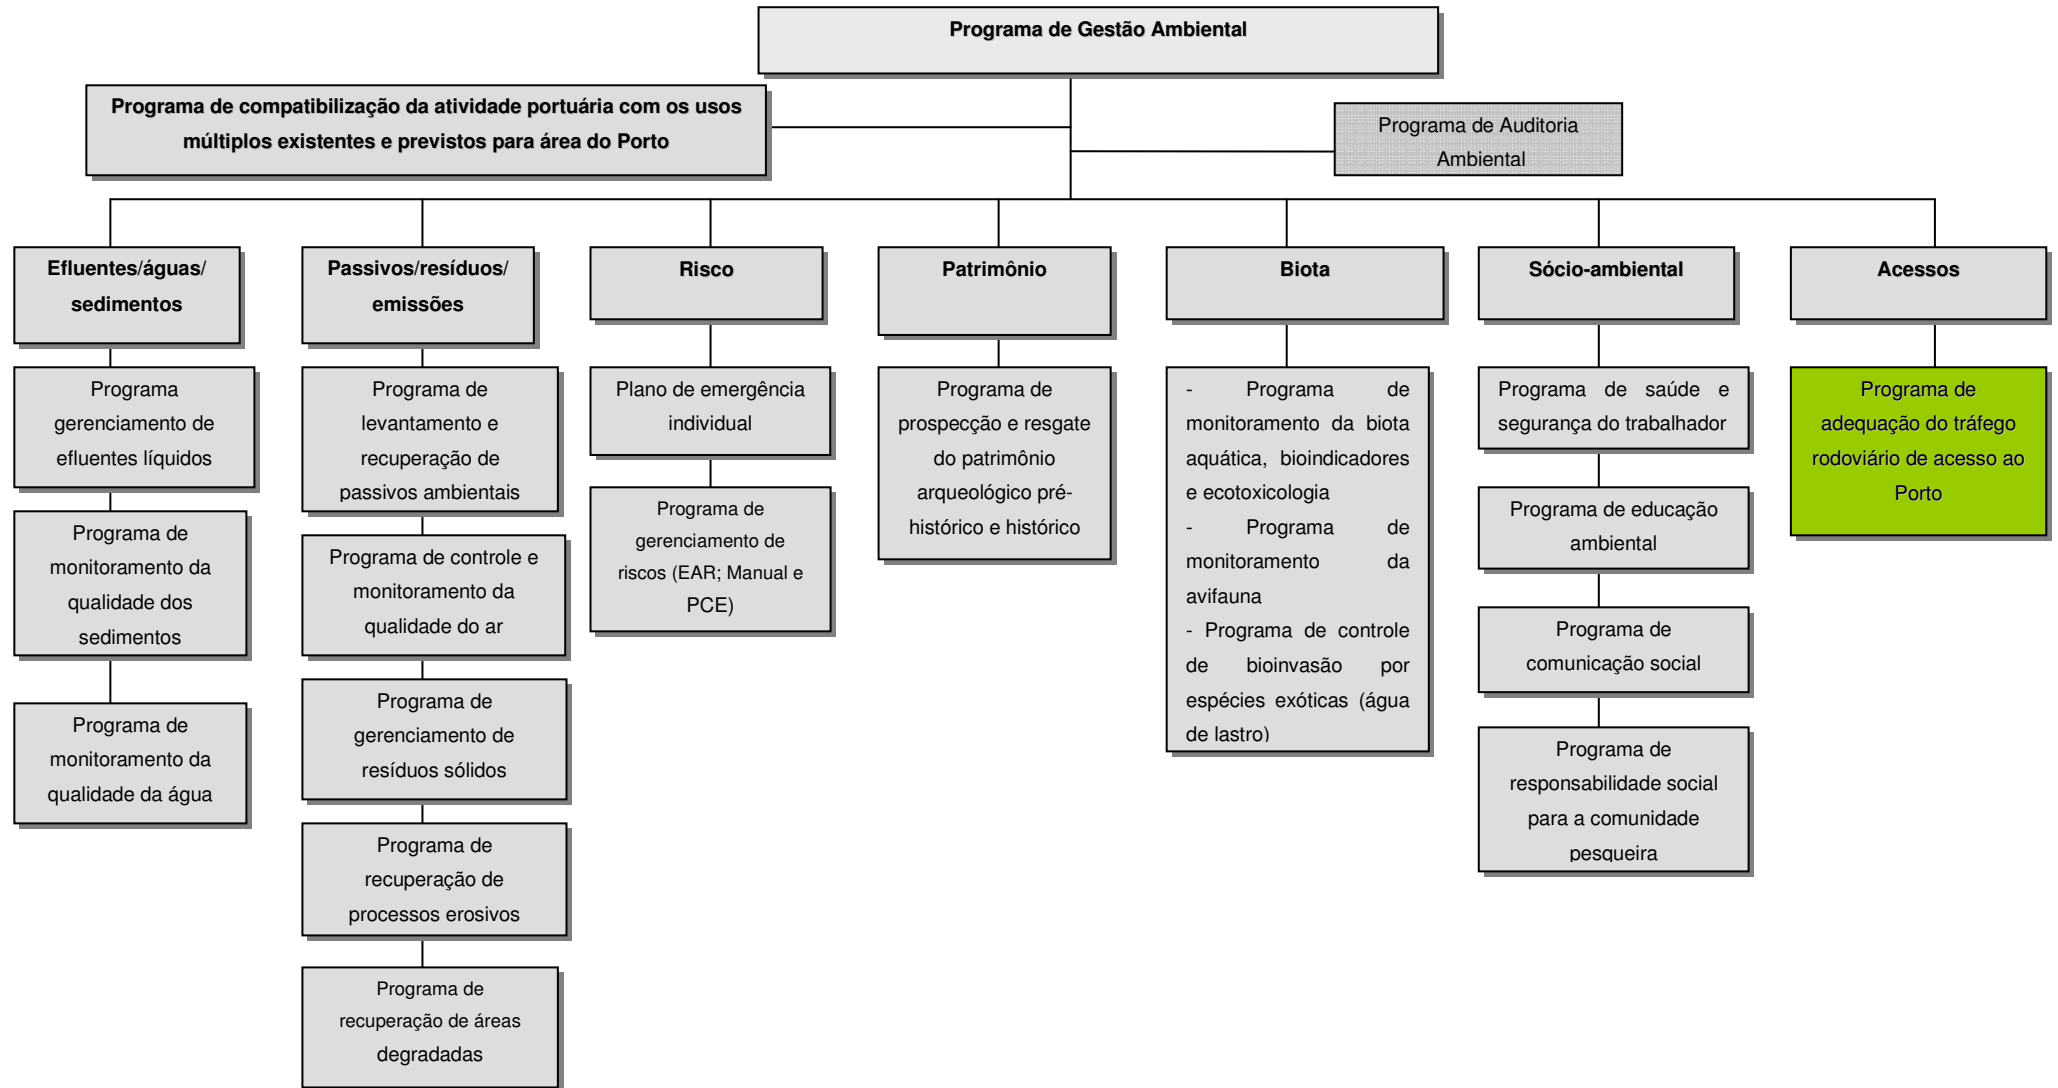 Programa de Gestão Ambiental
Programa de compatibilização da atividade portuária com os usos
múltiplos existentes e previstos para área do Porto
Programa de Auditoria
Ambiental
Efluentes/águas/
sedimentos
Programa
gerenciamento de
efluentes líquidos
Programa de
monitoramento da
qualidade dos
sedimentos
Programa de
monitoramento da
qualidade da água
Passivos/resíduos/
emissões
Programa de
levantamento e
recuperação de
passivos ambientais
Programa de controle e
monitoramento da
qualidade do ar
Programa de
gerenciamento de
resíduos sólidos
Programa de
recuperação de
processos erosivos
Programa de
recuperação de áreas
degradadas
Risco
Plano de emergência
individual
Programa de
gerenciamento de
riscos (EAR; Manual e
PCE)
Patrimônio
Programa de
prospecção e resgate
do patrimônio
arqueológico pré-
histórico e histórico
Biota
- Programa de
monitoramento da biota
aquática, bioindicadores
e ecotoxicologia
- Programa de
monitoramento da
avifauna
- Programa de controle
de bioinvasão por
espécies exóticas (água
de lastro)
Sócio-ambiental
Programa de saúde e
segurança do trabalhador
Programa de educação
ambiental
Programa de
comunicação social
Programa de
responsabilidade social
para a comunidade
pesqueira
Acessos
Programa de
adequação do tráfego
rodoviário de acesso ao
Porto